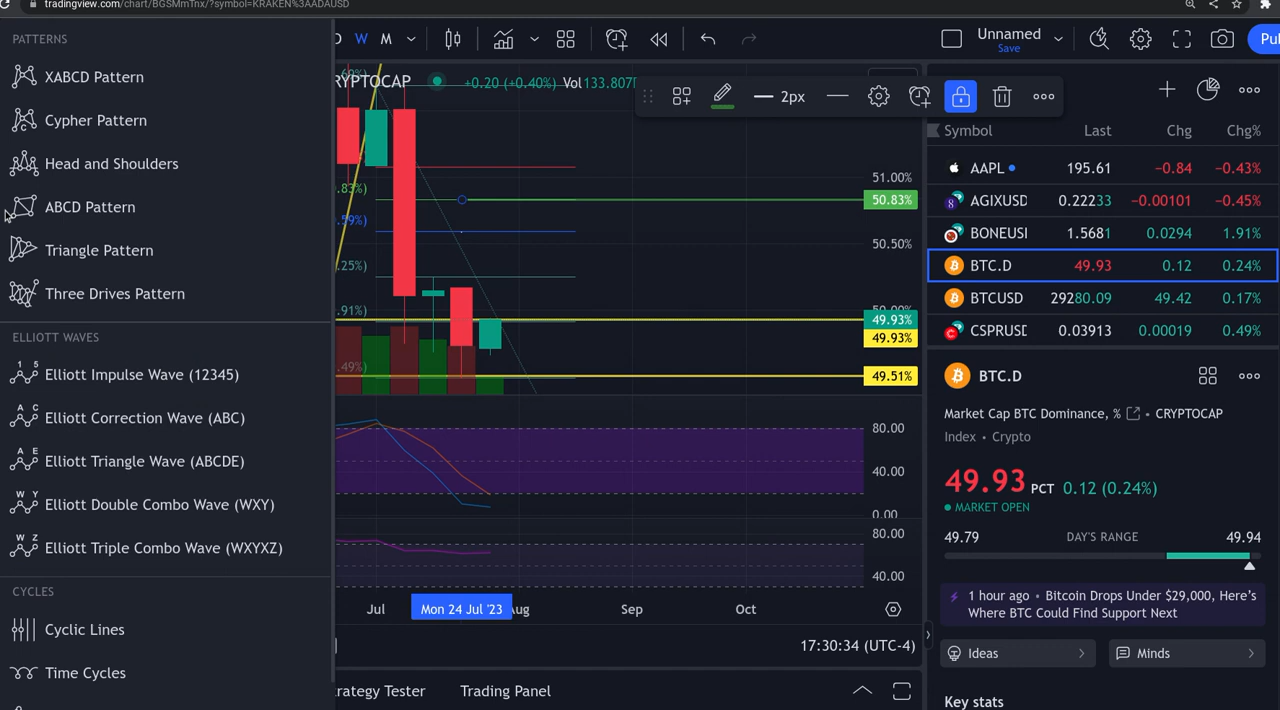 tradingview.com/chart/BGSMmTnx/?symbol=KRAKEN%3AADAUSD
PATTERNS
XABCD Pattern
Cypher Pattern
Head and Shoulders
ABCD Pattern
Triangle Pattern
Three Drives Pattern
ELLIOTT WAVES
Elliott Impulse Wave (12345)
Elliott Correction Wave (ABC)
Elliott Triangle Wave (ABCDE)
Elliott Double Combo Wave (WXY)
Elliott Triple Combo Wave (WXYXZ)
CYCLES
Cyclic Lines
Time Cycles
D W M
RYPTOCAP +0.20 (+0.40%) Vol 133.807
2px
.83%)
.59%)
.25%)
.91%)
.49%)
51.00%
50.83%
50.50%
50.00%
49.93%
49.93%
49.51%
80.00
40.00
0.00
80.00
40.00
Jul Mon 24 Jul '23 Aug Sep Oct
17:30:34 (UTC-4)
trategy Tester Trading Panel
Unnamed
Save
Pu
Symbol Last Chg Chg%
AAPL 195.61 −0.84 −0.43%
AGIXUSD 0.22233 −0.00101 −0.45%
BONEUSI 1.5681 0.0294 1.91%
BTC.D 49.93 0.12 0.24%
BTCUSD 29280.09 49.42 0.17%
CSPRUSD 0.03913 0.00019 0.49%
BTC.D
Market Cap BTC Dominance, % • CRYPTOCAP
Index • Crypto
49.93 PCT 0.12 (0.24%)
MARKET OPEN
49.79 DAY'S RANGE 49.94
1 hour ago • Bitcoin Drops Under $29,000, Here's
Where BTC Could Find Support Next
Ideas
Minds
Key stats